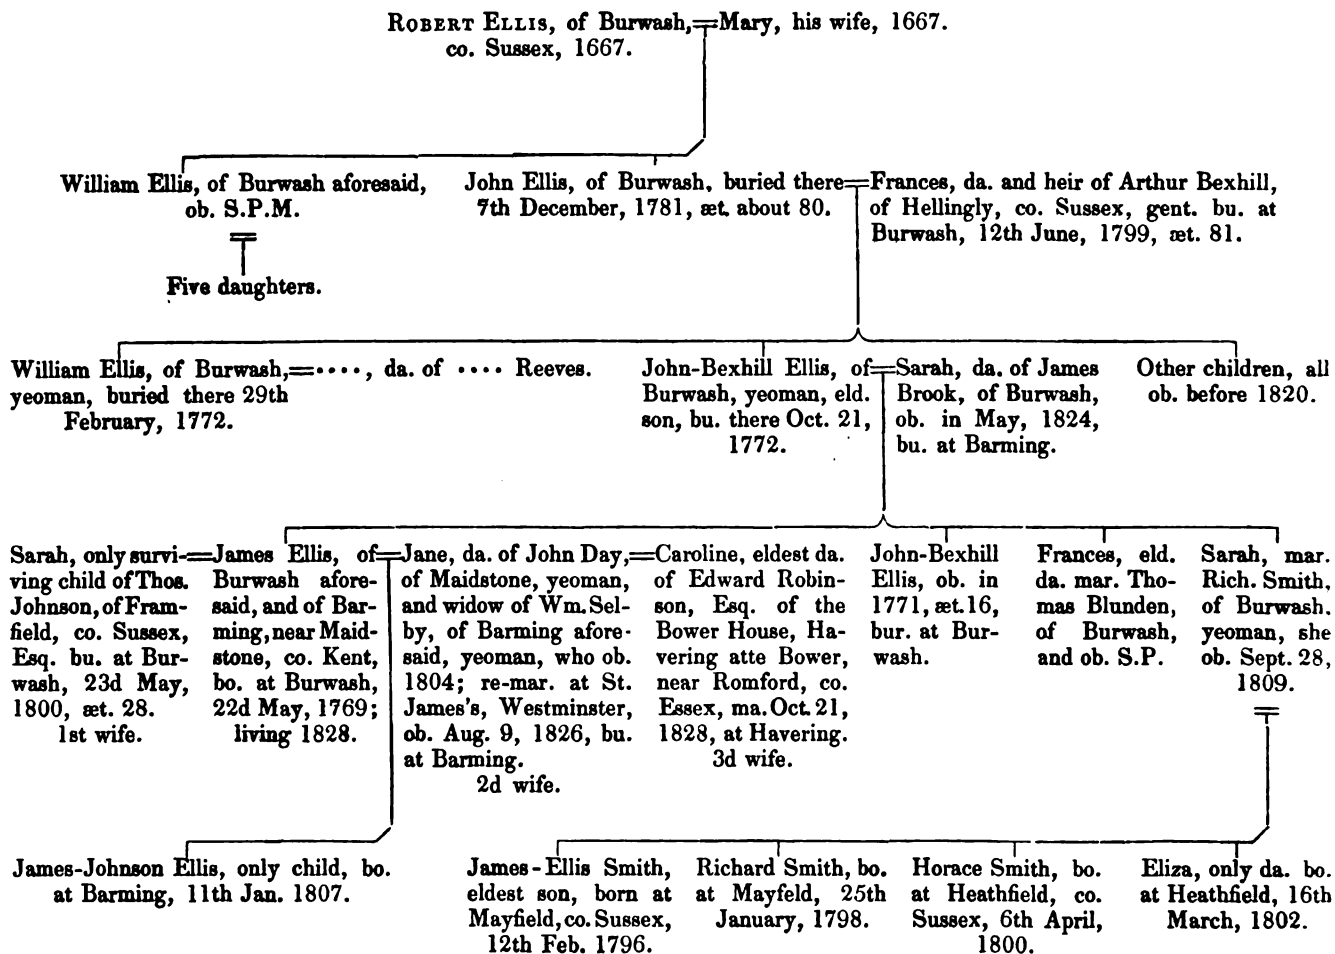 ROBERT ELLIS, of Burwash,=Mary, his wife, 1667.
co. Sussex, 1667.
William Ellis, of Burwash aforesaid,
ob. S.P.M.
Five daughters.
John Ellis, of Burwash, buried there=
7th December, 1781, æt. about 80.
Frances, da. and heir of Arthur Bexhill,
of Hellingly, co. Sussex, gent. bu. at
Burwash, 12th June, 1799, æt. 81.
William Ellis, of Burwash,=...., da. of .... Reeves.
yeoman, buried there 29th
February, 1772.
John-Bexhill Ellis, of=
Burwash, yeoman, eld.
son, bu. there Oct. 21,
1772.
Sarah, da. of James
Brook, of Burwash,
ob. in May, 1824,
bu. at Barming.
Other children, all
ob. before 1820.
Sarah, only survi-=
ving child of Thos.
Johnson, of Fram-
field, co. Sussex,
Esq. bu. at Bur-
wash, 23d May,
1800, æt. 28.
1st wife.
James Ellis, of=
Burwash afore-
said, and of Bar-
ming, near Maid-
stone, co. Kent,
bo. at Burwash,
22d May, 1769;
living 1828.
Jane, da. of John Day,=
of Maidstone, yeoman,
and widow of Wm. Sel-
by, of Barming afore-
said, yeoman, who ob.
1804; re-mar. at St.
James's, Westminster,
ob. Aug. 9, 1826, bu.
at Barming.
2d wife.
Caroline, eldest da.
of Edward Robin-
son, Esq. of the
Bower House, Ha-
vering atte Bower,
near Romford, co.
Essex, ma. Oct. 21,
1828, at Havering.
3d wife.
John-Bexhill
Ellis, ob. in
1771, æt. 16,
bur. at Bur-
wash.
Frances, eld.
da. mar. Tho-
mas Blunden,
of Burwash,
and ob. S.P.
Sarah, mar.
Rich. Smith,
of Burwash.
yeoman, she
ob. Sept. 28,
1809.
James-Johnson Ellis, only child, bo.
at Barming, 11th Jan. 1807.
James-Ellis Smith,
eldest son, born at
Mayfield, co. Sussex,
12th Feb. 1796.
Richard Smith, bo.
at Mayfeld, 25th
January, 1798.
Horace Smith, bo.
at Heathfield, co.
Sussex, 6th April,
1800.
Eliza, only da. bo.
at Heathfield, 16th
March, 1802.